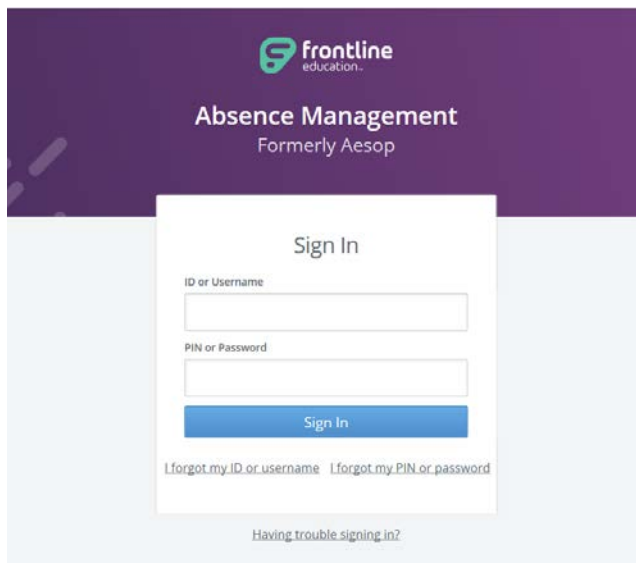 frontline
education™
Absence Management
Formerly Aesop
Sign In
ID or Username
PIN or Password
Sign In
I forgot my ID or username I forgot my PIN or password
Having trouble signing in?